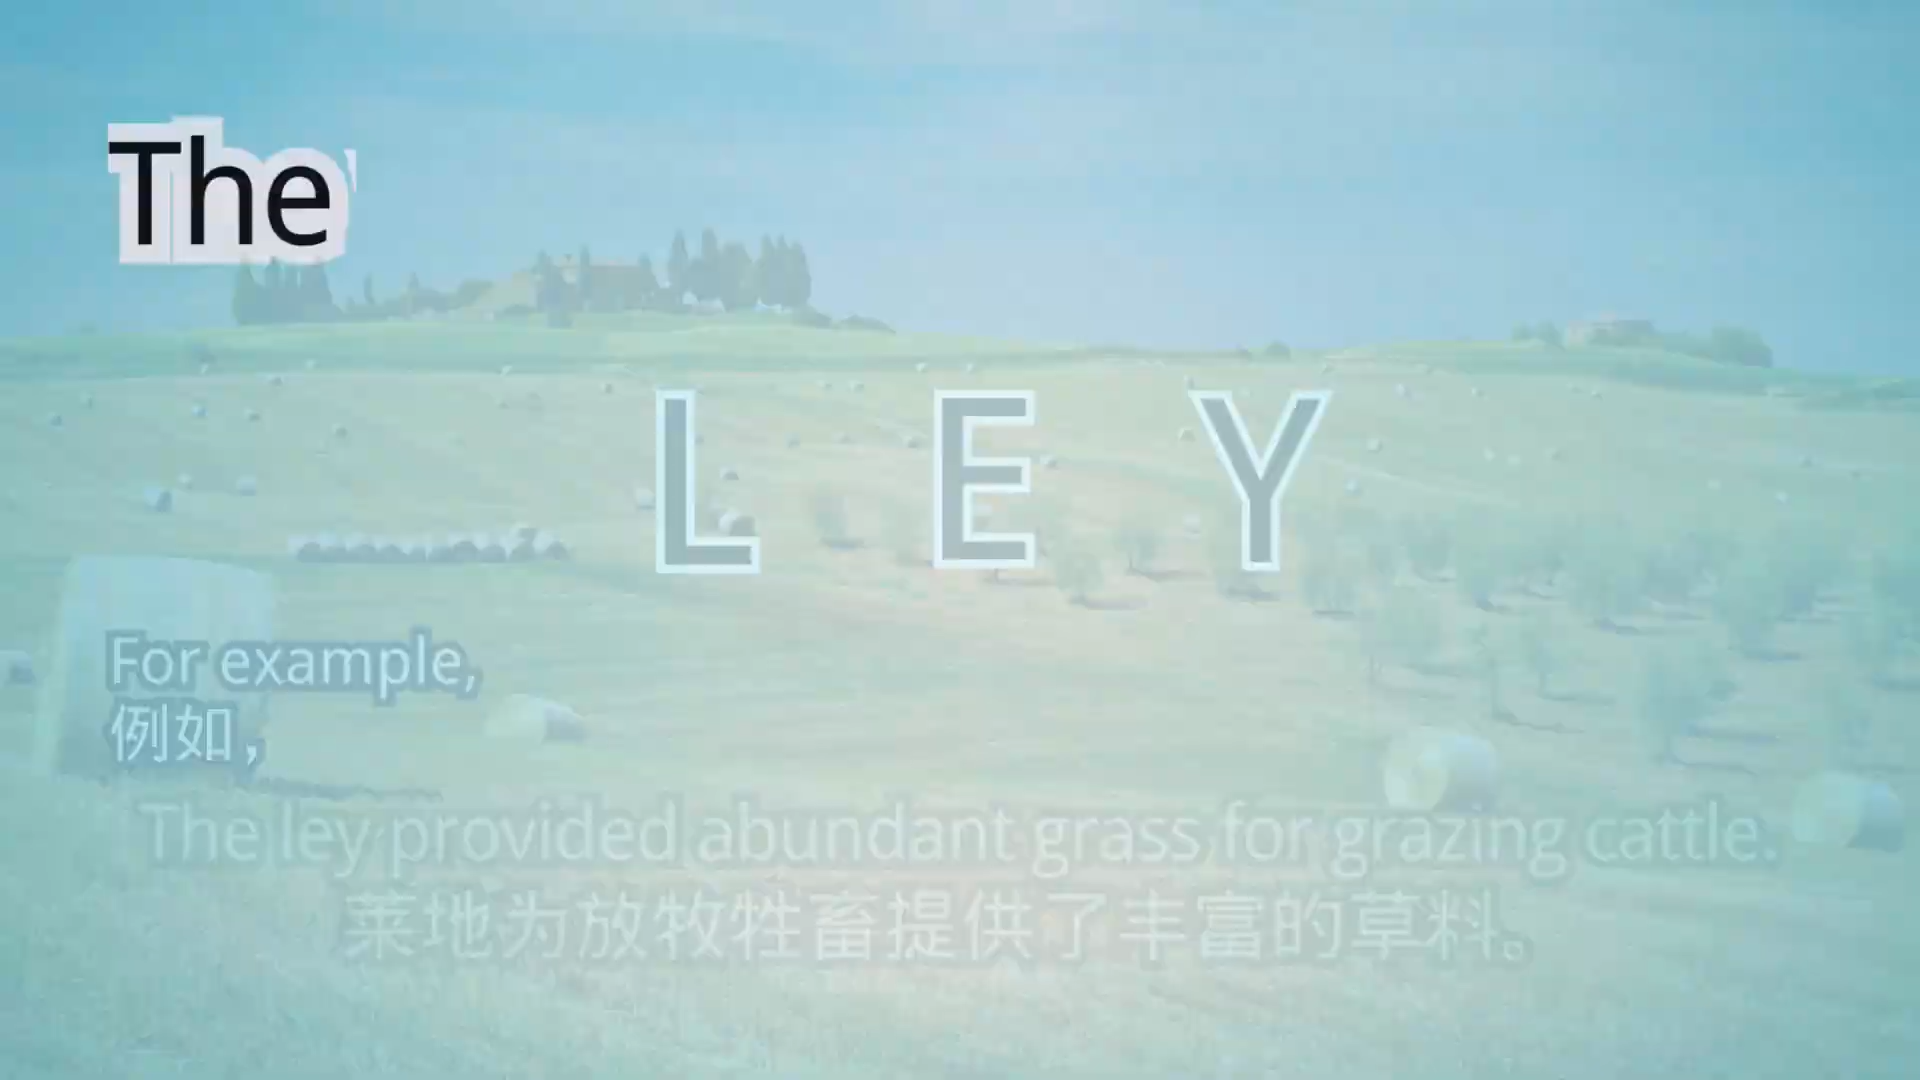 The
L E Y
For example,
例如，
The ley provided abundant grass for grazing cattle.
莱地为放牧牲畜提供了丰富的草料。